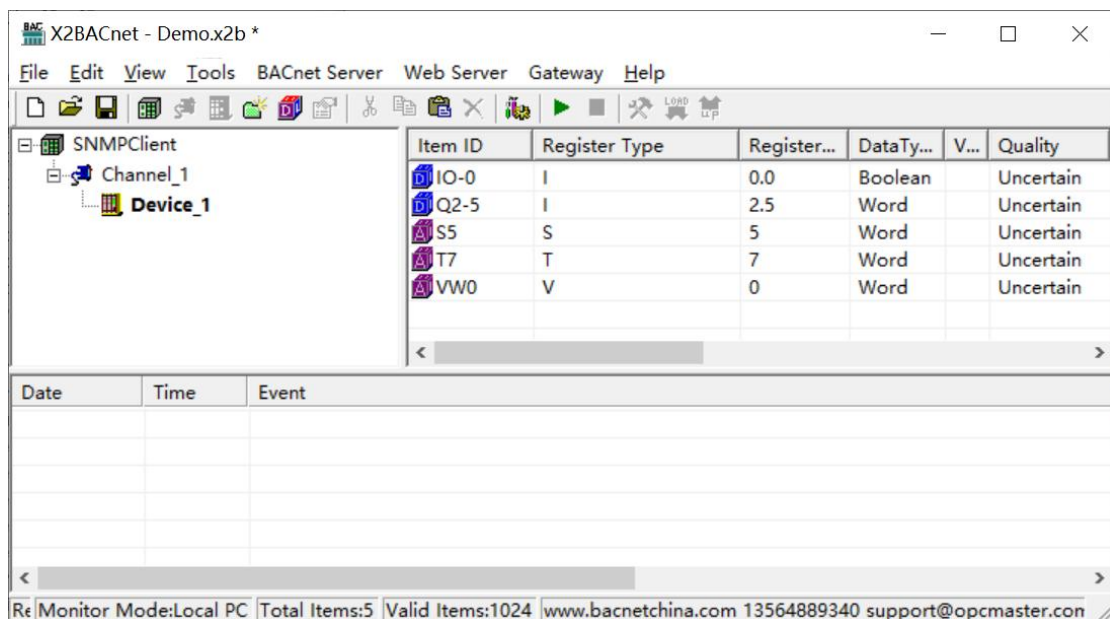 X2BACnet - Demo.x2b *
File Edit View Tools BACnet Server Web Server Gateway Help
SNMPClient
Channel_1
Device_1
Item ID Register Type Register... DataTy... V... Quality
IO-0 I 0.0 Boolean Uncertain
Q2-5 I 2.5 Word Uncertain
S5 S 5 Word Uncertain
T7 T 7 Word Uncertain
VW0 V 0 Word Uncertain
Date Time Event
Re Monitor Mode:Local PC Total Items:5 Valid Items:1024 www.bacnetchina.com 13564889340 support@opcmaster.com